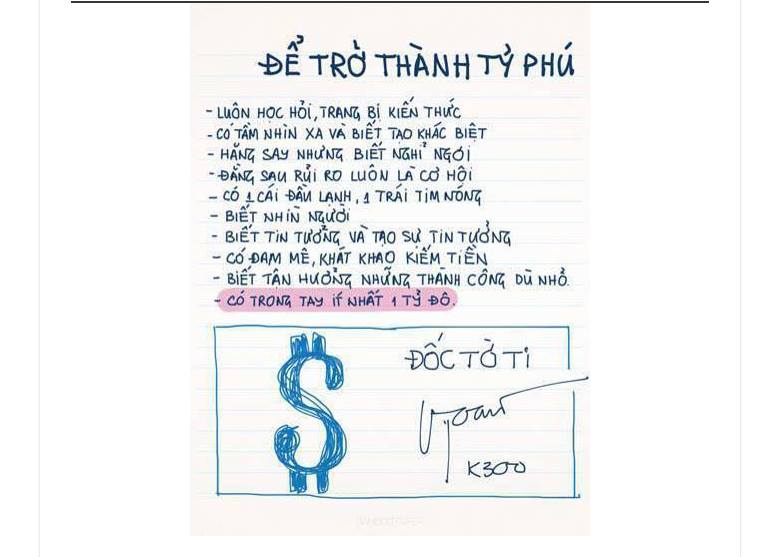 ĐỂ TRỞ THÀNH TỶ PHÚ
- LUÔN HỌC HỎI, TRANG BỊ KIẾN THỨC
- CÓ TẦM NHÌN XA VÀ BIẾT TẠO KHÁC BIỆT
- HĂNG SAY NHƯNG BIẾT NGHỈ NGƠI
- ĐẰNG SAU RỦI RO LUÔN LÀ CƠ HỘI
- CÓ 1 CÁI ĐẦU LẠNH, 1 TRÁI TIM NÓNG
- BIẾT NHÌN NGƯỜI
- BIẾT TIN TƯỞNG VÀ TẠO SỰ TIN TƯỞNG
- CÓ ĐAM MÊ, KHÁT KHAO KIẾM TIỀN
- BIẾT TẬN HƯỞNG NHỮNG THÀNH CÔNG DÙ NHỎ.
- CÓ TRONG TAY ÍT NHẤT 1 TỶ ĐÔ.
$
ĐỐC TỜ TI
K300